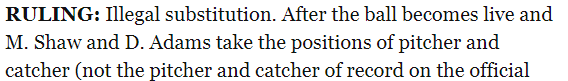 RULING: Illegal substitution. After the ball becomes live and
M. Shaw and D. Adams take the positions of pitcher and
catcher (not the pitcher and catcher of record on the official